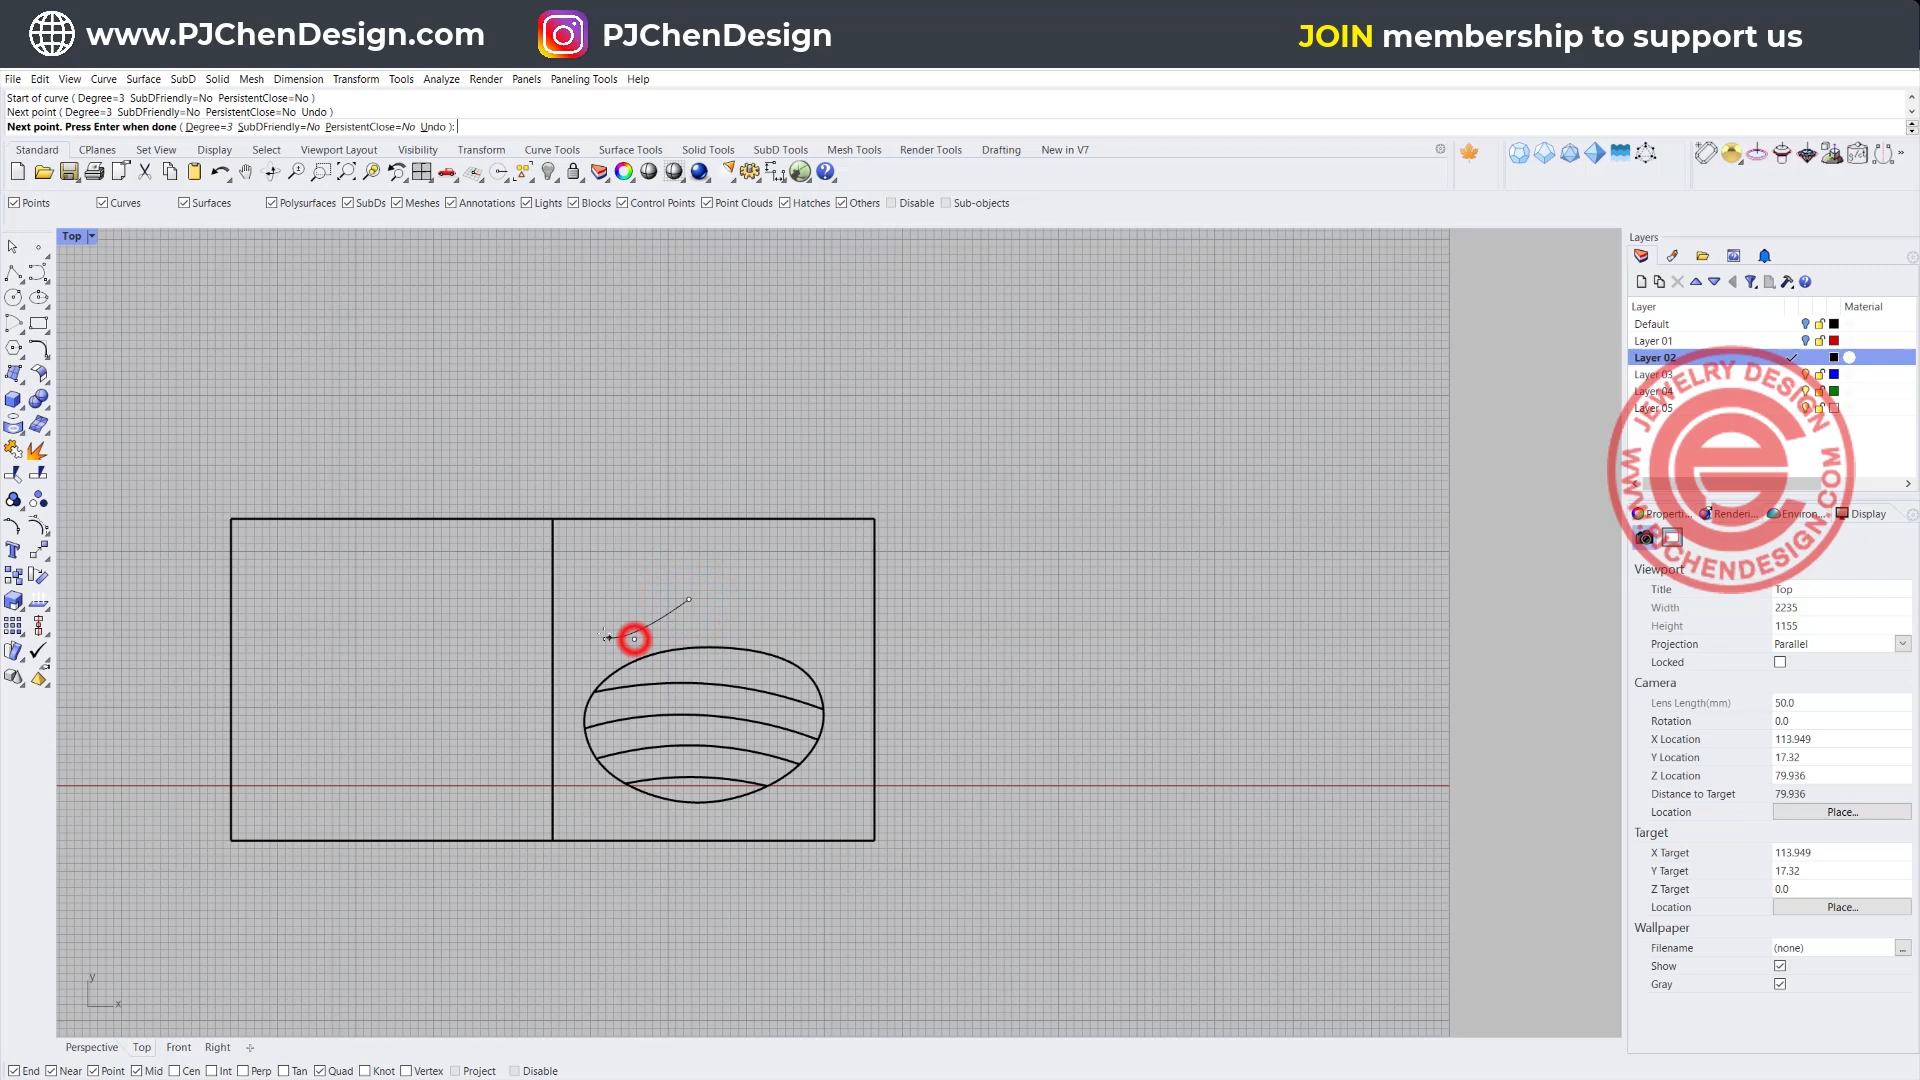 www.PJChenDesign.com PJChenDesign JOIN membership to support us
File Edit View Curve Surface SubD Solid Mesh Dimension Transform Tools Analyze Render Panels Paneling Tools Help
Start of curve ( Degree=3 SubDFriendly=No PersistentClose=No )
Next point ( Degree=3 SubDFriendly=No PersistentClose=No Undo )
Next point. Press Enter when done ( Degree=3 SubDFriendly=No PersistentClose=No Undo ):
Standard CPlanes Set View Display Select Viewport Layout Visibility Transform Curve Tools Surface Tools Solid Tools SubD Tools Mesh Tools Render Tools Drafting New in V7
Points Curves Surfaces Polysurfaces SubDs Meshes Annotations Lights Blocks Control Points Point Clouds Hatches Others Disable Sub-objects
Top
Layers
Layer Material
Default
Layer 01
Layer 02
Layer 03
Layer 04
Layer 05
JEWELRY DESIGN
WWW.PJCHENDESIGN.COM
Properti... Renderi... Environ... Display
Viewport
Title Top
Width 2235
Height 1155
Projection Parallel
Locked
Camera
Lens Length(mm) 50.0
Rotation 0.0
X Location 113.949
Y Location 17.32
Z Location 79.936
Distance to Target 79.936
Location Place...
Target
X Target 113.949
Y Target 17.32
Z Target 0.0
Location Place...
Wallpaper
Filename (none) ...
Show
Gray
y
x
Perspective Top Front Right
End Near Point Mid Cen Int Perp Tan Quad Knot Vertex Project Disable